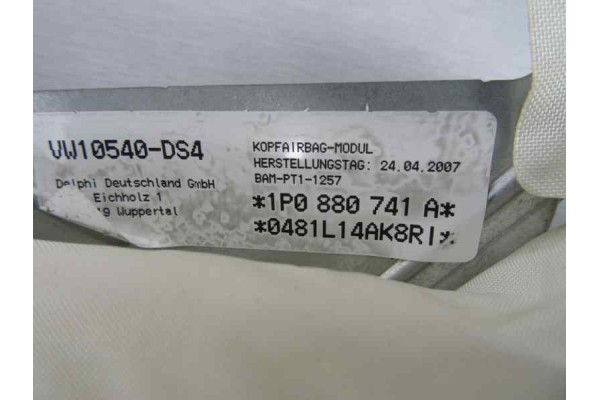 VW10540-DS4
Delphi Deutschland GmbH
Eichholz 1
Wuppertal
KOPFAIRBAG-MODUL
HERSTELLUNGSTAG: 24.04.2007
BAM-PT1-1257
*1P0 880 741 A*
*0481L14AK8R